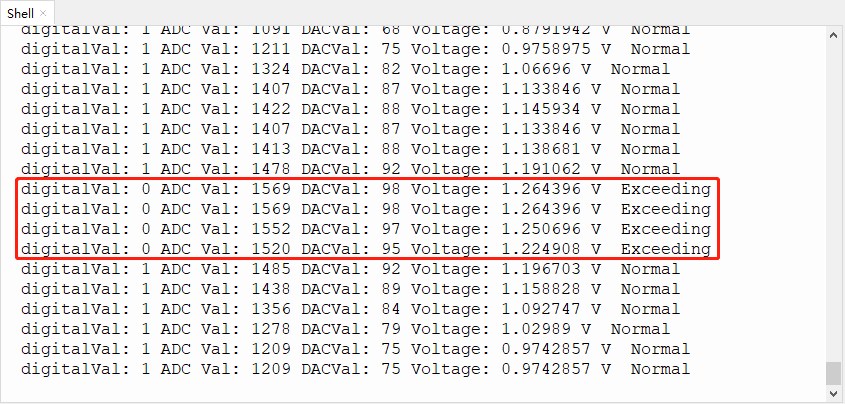 Shell ×
digitalVal: 1 ADC Val: 1091 DACVal: 68 Voltage: 0.8791942 V  Normal
digitalVal: 1 ADC Val: 1211 DACVal: 75 Voltage: 0.9758975 V  Normal
digitalVal: 1 ADC Val: 1324 DACVal: 82 Voltage: 1.06696 V  Normal
digitalVal: 1 ADC Val: 1407 DACVal: 87 Voltage: 1.133846 V  Normal
digitalVal: 1 ADC Val: 1422 DACVal: 88 Voltage: 1.145934 V  Normal
digitalVal: 1 ADC Val: 1407 DACVal: 87 Voltage: 1.133846 V  Normal
digitalVal: 1 ADC Val: 1413 DACVal: 88 Voltage: 1.138681 V  Normal
digitalVal: 1 ADC Val: 1478 DACVal: 92 Voltage: 1.191062 V  Normal
digitalVal: 0 ADC Val: 1569 DACVal: 98 Voltage: 1.264396 V  Exceeding
digitalVal: 0 ADC Val: 1569 DACVal: 98 Voltage: 1.264396 V  Exceeding
digitalVal: 0 ADC Val: 1552 DACVal: 97 Voltage: 1.250696 V  Exceeding
digitalVal: 0 ADC Val: 1520 DACVal: 95 Voltage: 1.224908 V  Exceeding
digitalVal: 1 ADC Val: 1485 DACVal: 92 Voltage: 1.196703 V  Normal
digitalVal: 1 ADC Val: 1438 DACVal: 89 Voltage: 1.158828 V  Normal
digitalVal: 1 ADC Val: 1356 DACVal: 84 Voltage: 1.092747 V  Normal
digitalVal: 1 ADC Val: 1278 DACVal: 79 Voltage: 1.02989 V  Normal
digitalVal: 1 ADC Val: 1209 DACVal: 75 Voltage: 0.9742857 V  Normal
digitalVal: 1 ADC Val: 1209 DACVal: 75 Voltage: 0.9742857 V  Normal